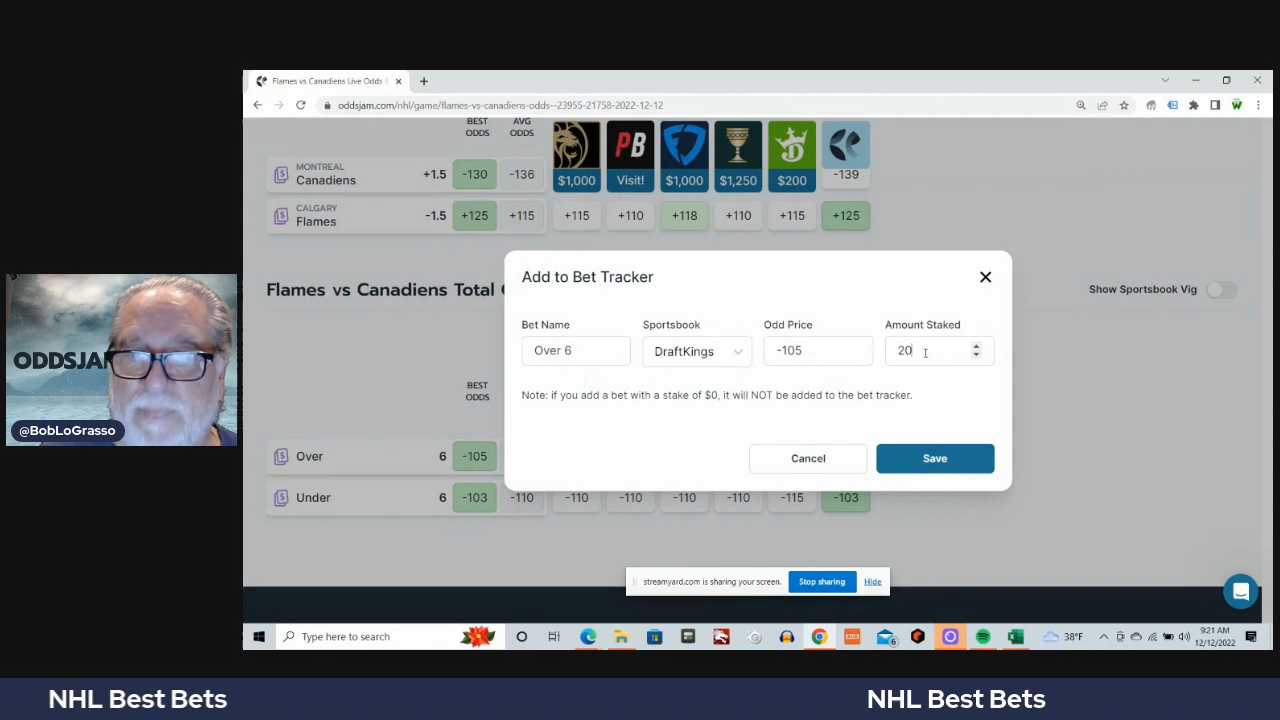 Flames vs Canadiens Live Odds
oddsjam.com/nhl/game/flames-vs-canadiens-odds--23955-21758-2022-12-12
BEST ODDS
AVG ODDS
PB
$1,000
Visit!
$1,000
$1,250
$200
MONTREAL
Canadiens
+1.5
-130
-136
-139
CALGARY
Flames
-1.5
+125
+115
+115
+110
+118
+110
+115
+125
Flames vs Canadiens Total
Show Sportsbook Vig
Add to Bet Tracker
Bet Name
Sportsbook
Odd Price
Amount Staked
Over 6
DraftKings
-105
20
Note: if you add a bet with a stake of $0, it will NOT be added to the bet tracker.
Cancel
Save
BEST ODDS
Over
6
-105
Under
6
-103
-110
-110
-110
-110
-110
-115
-103
ODDSJAM
@BobLoGrasso
streamyard.com is sharing your screen.
Stop sharing
Hide
Type here to search
EZD3
6
38°F
9:21 AM
12/12/2022
NHL Best Bets
NHL Best Bets